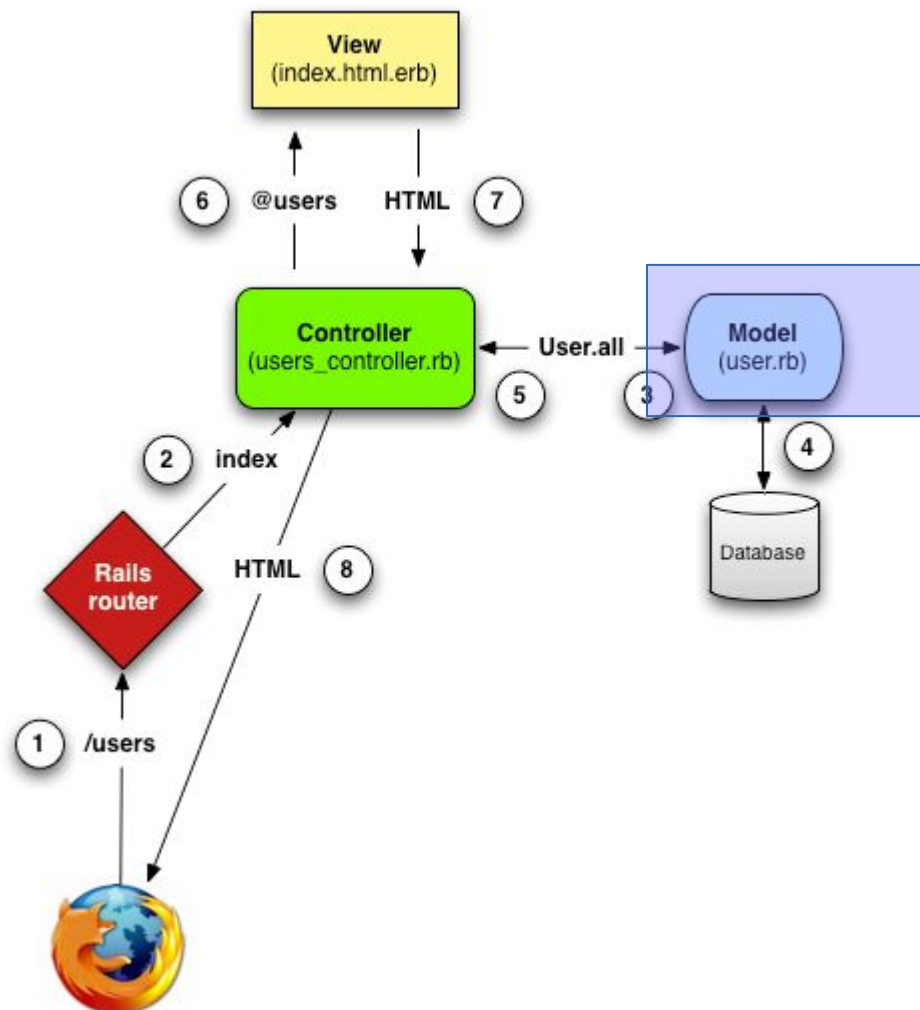 View
(index.html.erb)
6 @users HTML 7
Controller
(users_controller.rb)
User.all
Model
(user.rb)
5
3
4
2 index
Database
HTML 8
Rails
router
1 /users